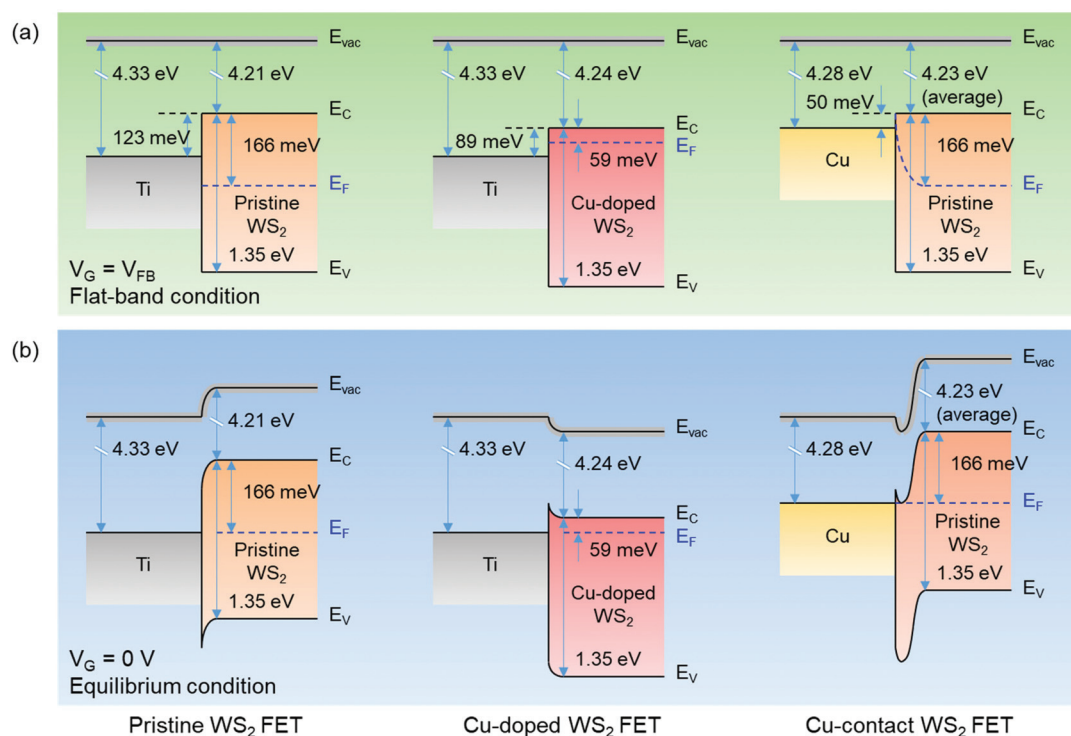 (a)
E_vac
4.33 eV
4.21 eV
E_C
123 meV
166 meV
E_F
Ti
Pristine
WS₂
1.35 eV
E_V
V_G = V_FB
Flat-band condition
E_vac
4.33 eV
4.24 eV
E_C
89 meV
E_F
59 meV
Ti
Cu-doped
WS₂
1.35 eV
E_V
E_vac
4.28 eV
4.23 eV
(average)
50 meV
E_C
Cu
166 meV
E_F
Pristine
WS₂
1.35 eV
E_V
(b)
E_vac
4.21 eV
4.33 eV
E_C
166 meV
E_F
Ti
Pristine
WS₂
1.35 eV
E_V
V_G = 0 V
Equilibrium condition
E_vac
4.33 eV
4.24 eV
E_C
E_F
59 meV
Ti
Cu-doped
WS₂
1.35 eV
E_V
E_vac
4.23 eV
(average)
4.28 eV
E_C
166 meV
E_F
Cu
Pristine
WS₂
1.35 eV
E_V
Pristine WS₂ FET
Cu-doped WS₂ FET
Cu-contact WS₂ FET